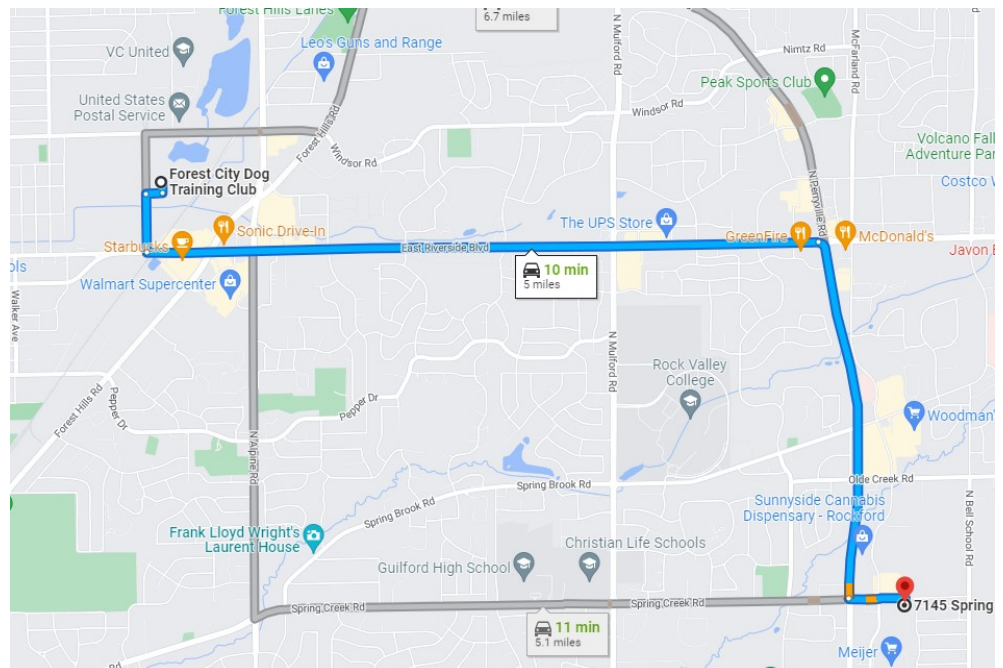 Forest Hills Lanes
6.7 miles
N Mulford Rd
McFarland Rd
VC United
Leo's Guns and Range
Nimtz Rd
Peak Sports Club
United States
Postal Service
Windsor Rd
Forest Hills Rd
Windsor Rd
Volcano Fall
Adventure Par
Forest City Dog
Training Club
Costco W
N Perryville Rd
Sonic Drive-In
The UPS Store
Starbucks
East Riverside Blvd
GreenFire
McDonald's
Javon B
ols
10 min
5 miles
Walmart Supercenter
Walker Ave
N Mulford Rd
Rock Valley
College
Forest Hills Rd
Pepper Dr
Pepper Dr
Woodman'
N Alpine Rd
Olde Creek Rd
Spring Brook Rd
Sunnyside Cannabis
Dispensary - Rockford
N Bell School Rd
Spring Brook Rd
Frank Lloyd Wright's
Laurent House
Christian Life Schools
Guilford High School
Spring Creek Rd
Spring Creek Rd
7145 Spring
11 min
5.1 miles
Meijer